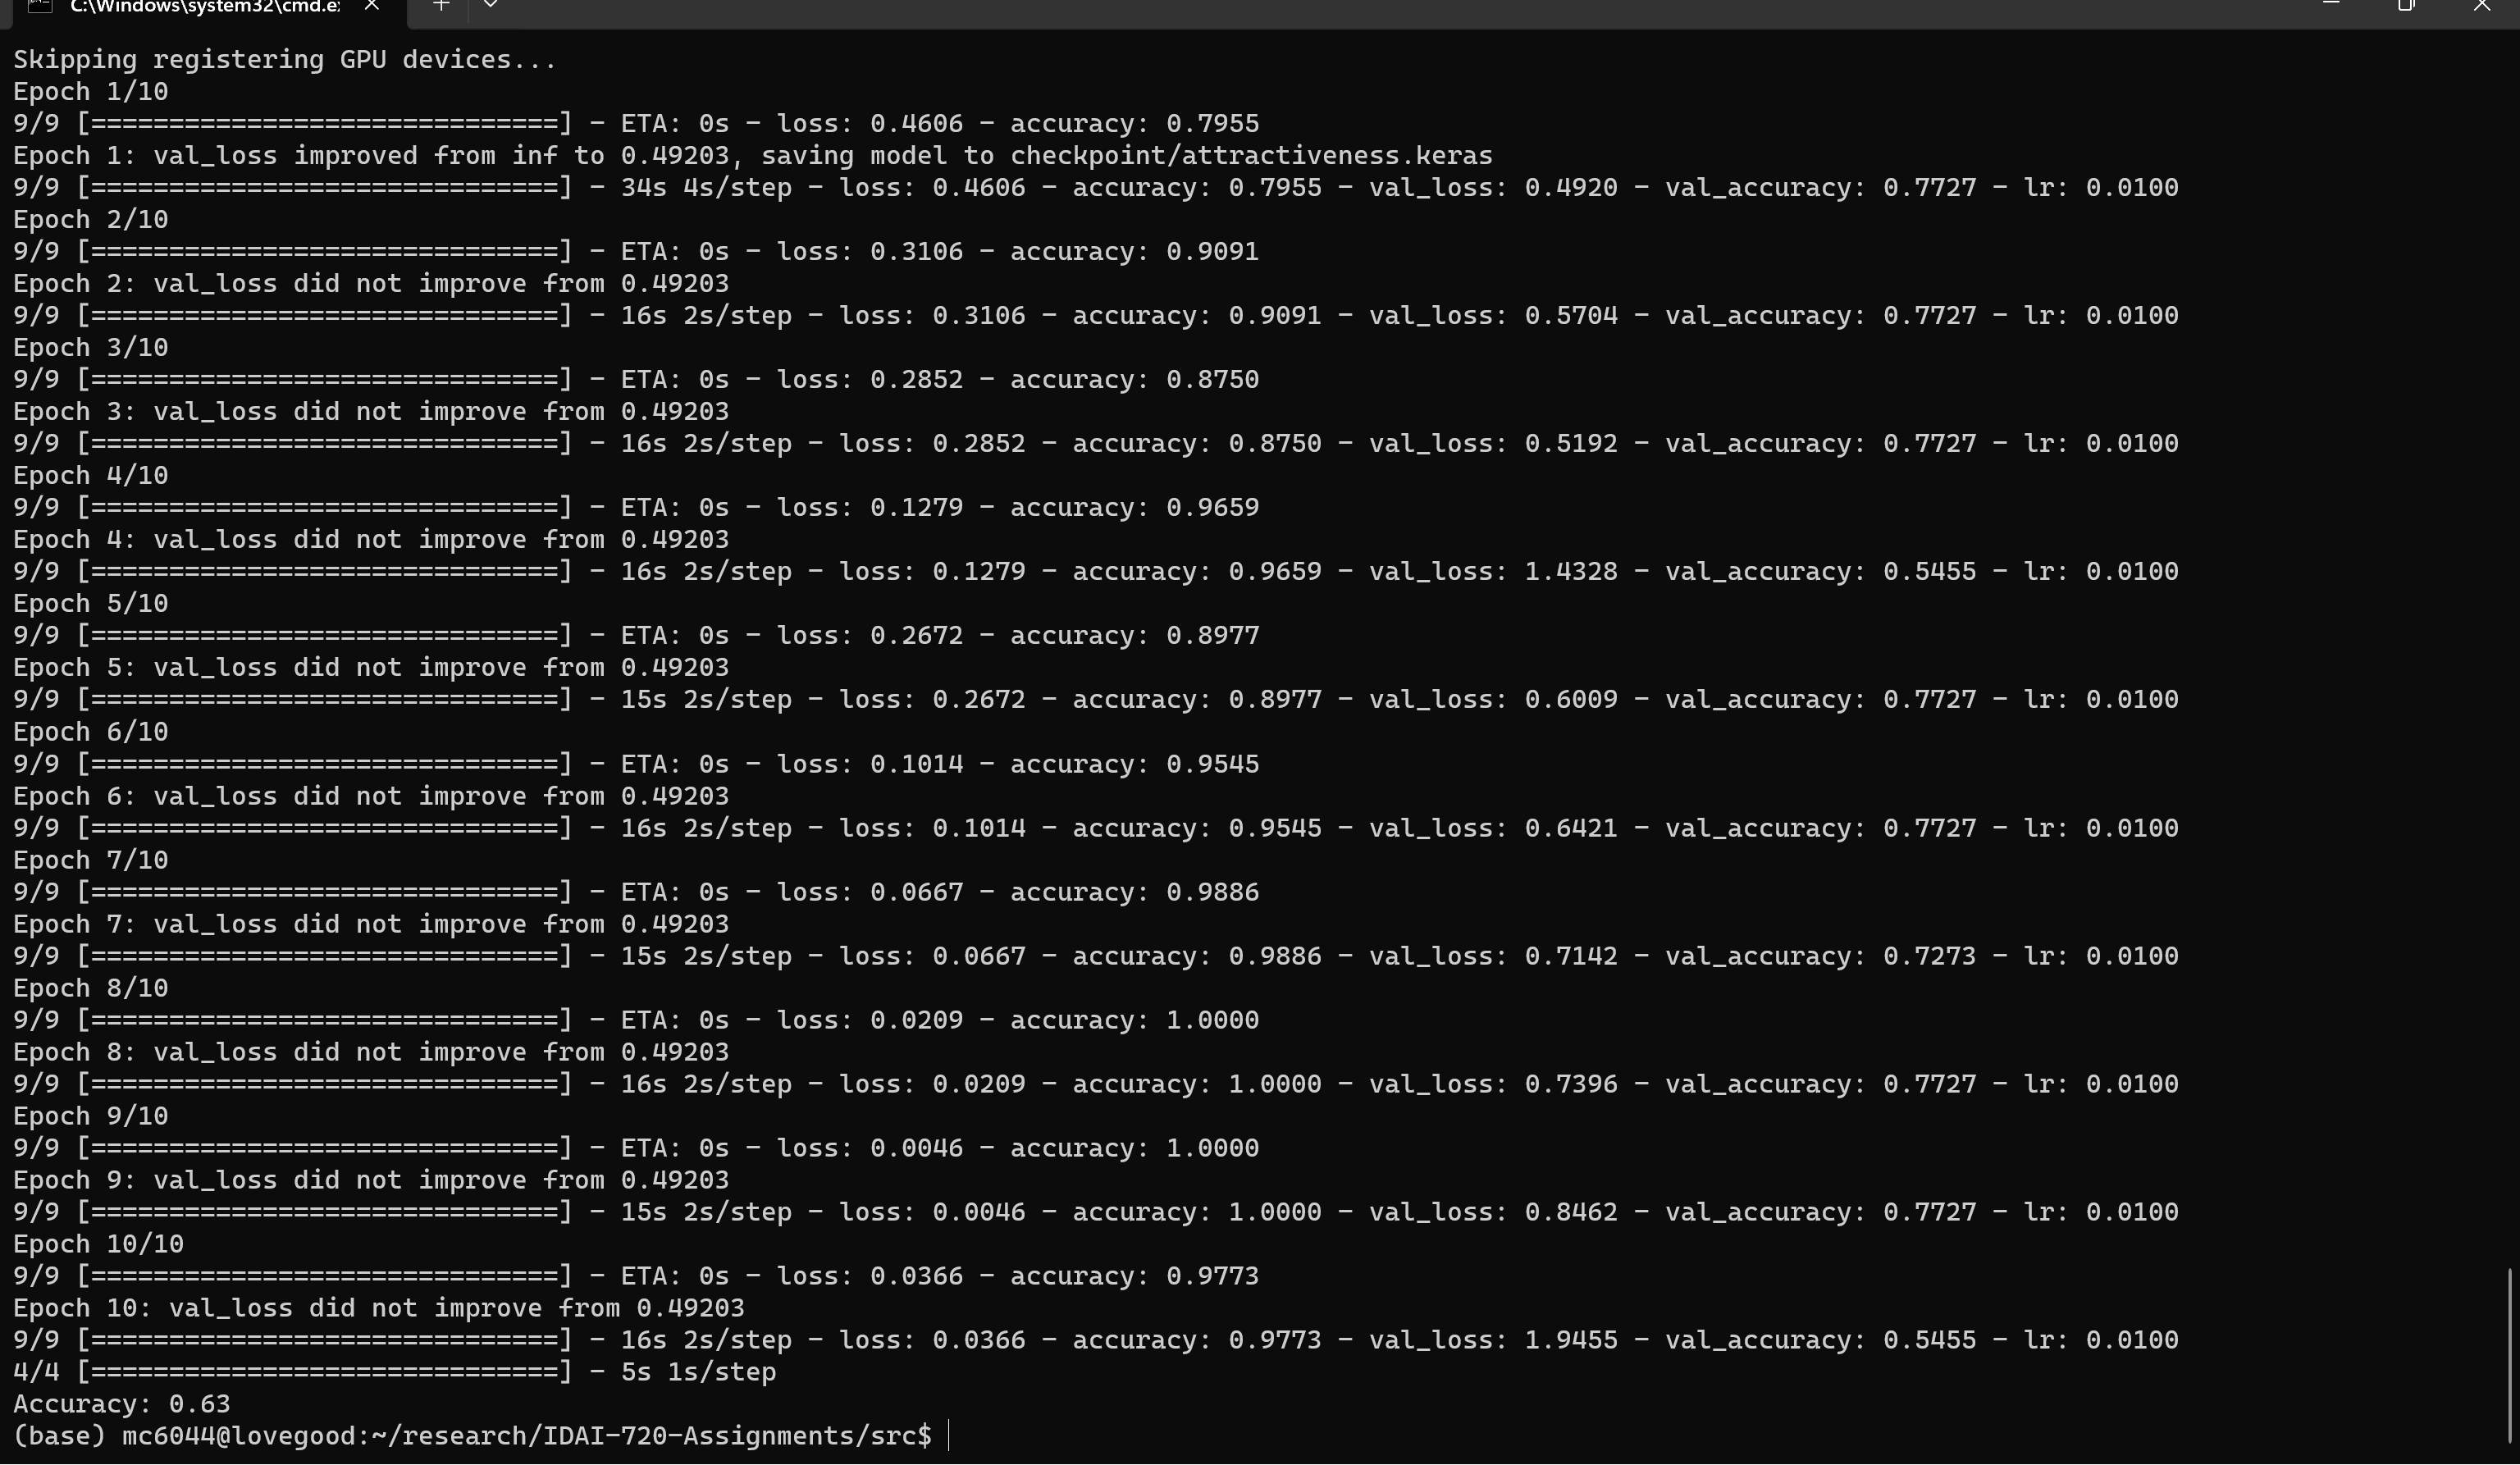 C:\Windows\system32\cmd.e
Skipping registering GPU devices...
Epoch 1/10
9/9 [==============================] - ETA: 0s - loss: 0.4606 - accuracy: 0.7955
Epoch 1: val_loss improved from inf to 0.49203, saving model to checkpoint/attractiveness.keras
9/9 [==============================] - 34s 4s/step - loss: 0.4606 - accuracy: 0.7955 - val_loss: 0.4920 - val_accuracy: 0.7727 - lr: 0.0100
Epoch 2/10
9/9 [==============================] - ETA: 0s - loss: 0.3106 - accuracy: 0.9091
Epoch 2: val_loss did not improve from 0.49203
9/9 [==============================] - 16s 2s/step - loss: 0.3106 - accuracy: 0.9091 - val_loss: 0.5704 - val_accuracy: 0.7727 - lr: 0.0100
Epoch 3/10
9/9 [==============================] - ETA: 0s - loss: 0.2852 - accuracy: 0.8750
Epoch 3: val_loss did not improve from 0.49203
9/9 [==============================] - 16s 2s/step - loss: 0.2852 - accuracy: 0.8750 - val_loss: 0.5192 - val_accuracy: 0.7727 - lr: 0.0100
Epoch 4/10
9/9 [==============================] - ETA: 0s - loss: 0.1279 - accuracy: 0.9659
Epoch 4: val_loss did not improve from 0.49203
9/9 [==============================] - 16s 2s/step - loss: 0.1279 - accuracy: 0.9659 - val_loss: 1.4328 - val_accuracy: 0.5455 - lr: 0.0100
Epoch 5/10
9/9 [==============================] - ETA: 0s - loss: 0.2672 - accuracy: 0.8977
Epoch 5: val_loss did not improve from 0.49203
9/9 [==============================] - 15s 2s/step - loss: 0.2672 - accuracy: 0.8977 - val_loss: 0.6009 - val_accuracy: 0.7727 - lr: 0.0100
Epoch 6/10
9/9 [==============================] - ETA: 0s - loss: 0.1014 - accuracy: 0.9545
Epoch 6: val_loss did not improve from 0.49203
9/9 [==============================] - 16s 2s/step - loss: 0.1014 - accuracy: 0.9545 - val_loss: 0.6421 - val_accuracy: 0.7727 - lr: 0.0100
Epoch 7/10
9/9 [==============================] - ETA: 0s - loss: 0.0667 - accuracy: 0.9886
Epoch 7: val_loss did not improve from 0.49203
9/9 [==============================] - 15s 2s/step - loss: 0.0667 - accuracy: 0.9886 - val_loss: 0.7142 - val_accuracy: 0.7273 - lr: 0.0100
Epoch 8/10
9/9 [==============================] - ETA: 0s - loss: 0.0209 - accuracy: 1.0000
Epoch 8: val_loss did not improve from 0.49203
9/9 [==============================] - 16s 2s/step - loss: 0.0209 - accuracy: 1.0000 - val_loss: 0.7396 - val_accuracy: 0.7727 - lr: 0.0100
Epoch 9/10
9/9 [==============================] - ETA: 0s - loss: 0.0046 - accuracy: 1.0000
Epoch 9: val_loss did not improve from 0.49203
9/9 [==============================] - 15s 2s/step - loss: 0.0046 - accuracy: 1.0000 - val_loss: 0.8462 - val_accuracy: 0.7727 - lr: 0.0100
Epoch 10/10
9/9 [==============================] - ETA: 0s - loss: 0.0366 - accuracy: 0.9773
Epoch 10: val_loss did not improve from 0.49203
9/9 [==============================] - 16s 2s/step - loss: 0.0366 - accuracy: 0.9773 - val_loss: 1.9455 - val_accuracy: 0.5455 - lr: 0.0100
4/4 [==============================] - 5s 1s/step
Accuracy: 0.63
(base) mc6044@lovegood:~/research/IDAI-720-Assignments/src$